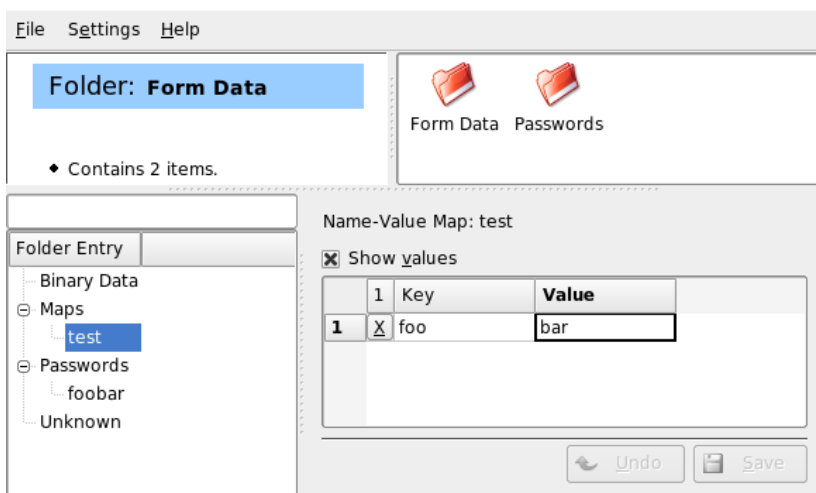 File Settings Help
Folder: Form Data
Contains 2 items.
Form Data Passwords
Folder Entry
Binary Data
Maps
test
Passwords
foobar
Unknown
Name-Value Map: test
Show values
1 Key Value
1 X foo bar
Undo Save